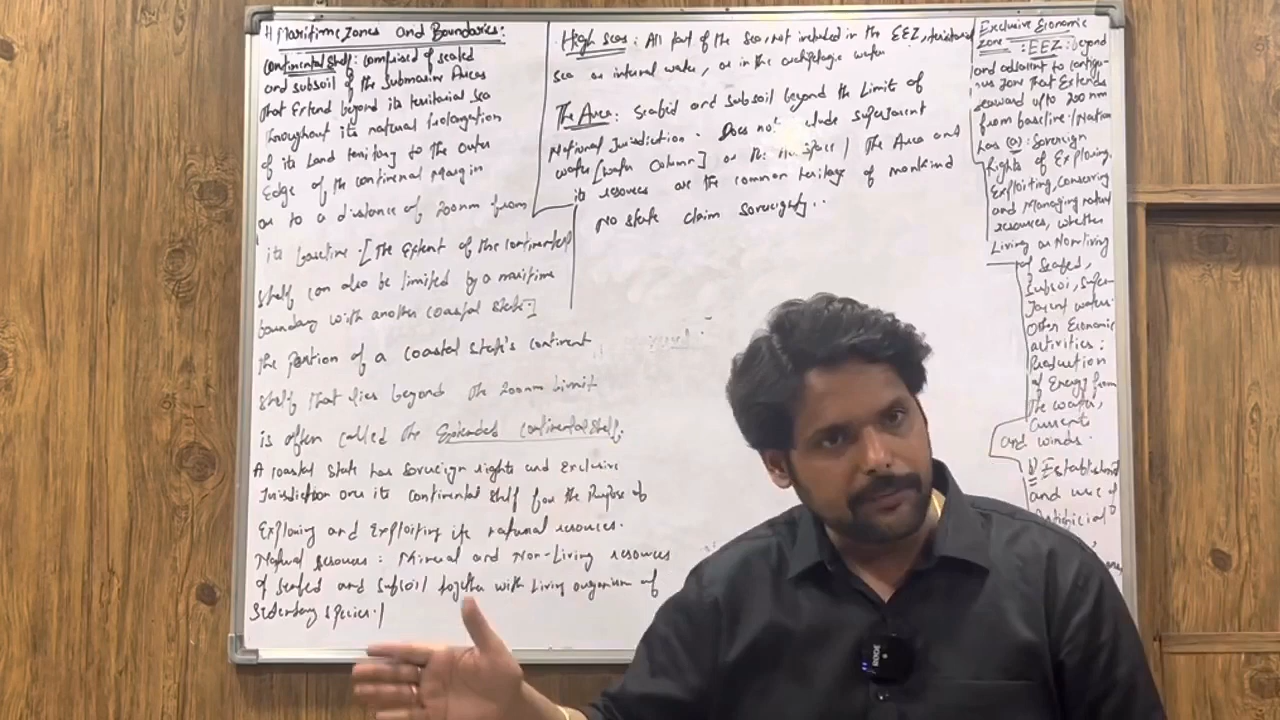 # Maritime Zones and Boundaries:
Continental Shelf: comprised of seabed
and subsoil of the submarine Areas
that Extend beyond its territorial sea
throughout its natural prolongation
of its Land territory to the outer
Edge of the continental Margin
or to a distance of 200nm from
its baseline. [The Extent of the continental
shelf can also be limited by a maritime
boundary with another coastal state.]
The portion of a coastal state's continent
shelf that lies beyond the 200nm limit
is often called the Extended Continental shelf.
A coastal state has sovereign rights and Exclusive
Jurisdiction over its continental shelf for the purpose of
Exploring and Exploiting its natural resources.
Natural resources: Mineral and Non-Living resources
of seabed and subsoil together with living organism of
Sedentary species.
High seas: All part of the sea, not included in the EEZ, territorial
sea or internal water, or in the archipelagic water
The Area: Seabed and subsoil beyond the Limit of
National Jurisdiction. Does not include superjacent
water [water column] or the Airspace / The Area and
its resources are the common heritage of mankind
No state claim sovereignty..
Exclusive Economic
zone: EEZ: beyond
and adjacent to contigu-
ous zone that Extends
seaward upto 200nm
from baseline/Nation
has (a): Sovereign
Rights of Exploring,
Exploiting, Conserving
and Managing natural
resources, whether
Living or Nonliving
of Seabed,
Subsoi, Super-
Jacent waters.
Other Economic
activities:
Production
of Energy from
The water,
currents
and winds.
b) Establishment
and use of
Artificial
RODE